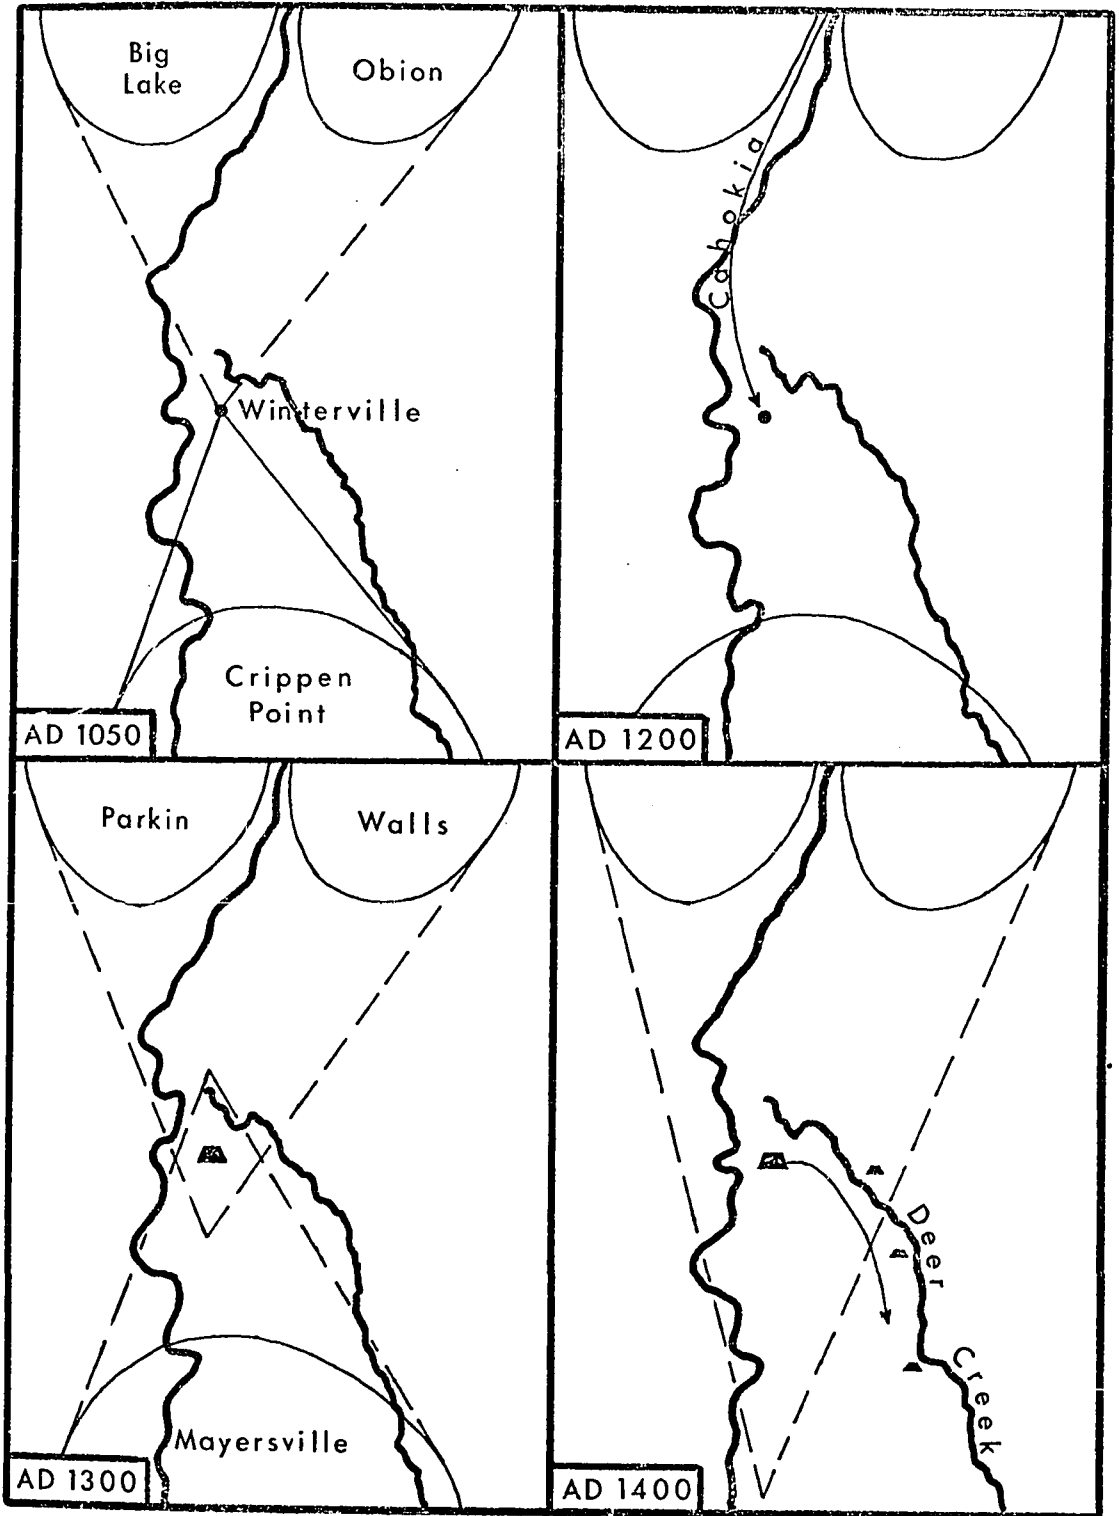 Big
Lake
Obion
Winterville
Crippen
Point
AD 1050
Cahokia
AD 1200
Parkin
Walls
Mayersville
AD 1300
Deer
Creek
AD 1400